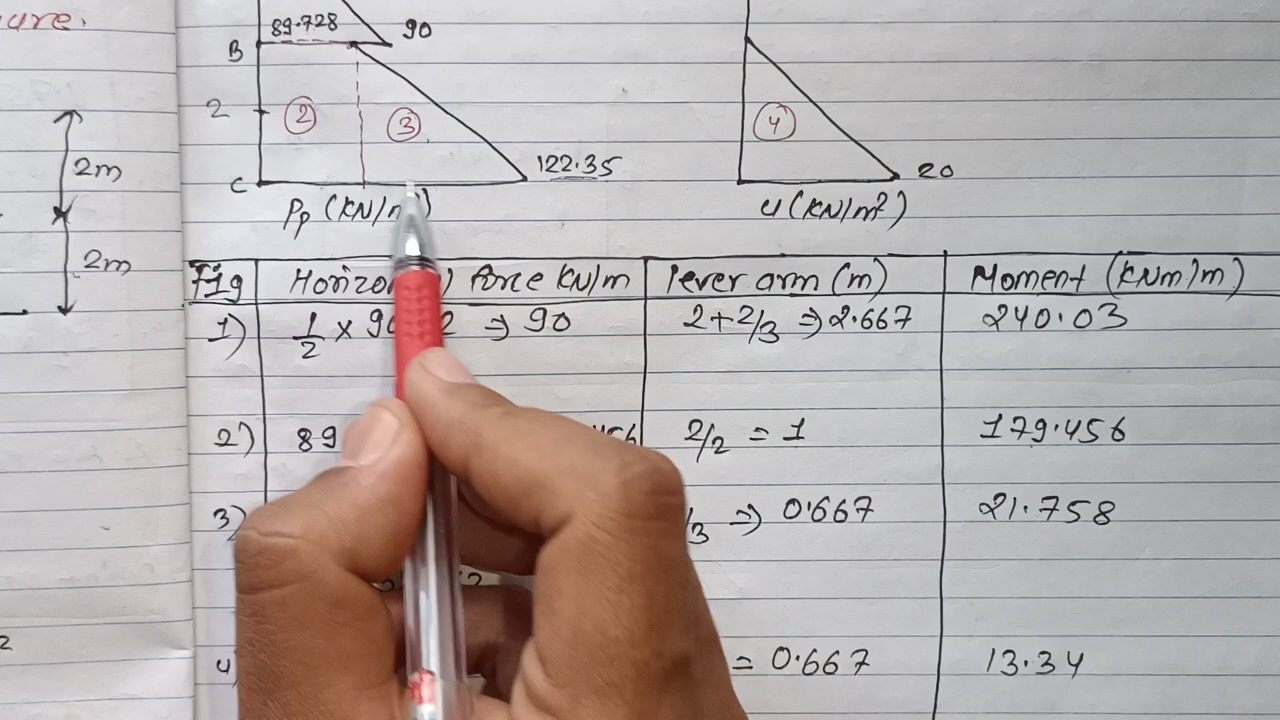 ure.
89.728
90
B
2
2
3
4
2m
122.35
20
C
Pp (KN/m
u (KN/m²)
2m
Fig
force KN/m
lever arm (m)
Moment (KNm/m)
1)
1/2 ×
2 ⇒ 90
2+2/3 ⇒ 2.667
240.03
2)
89
2/2 = 1
179.456
3)
/3 ⇒ 0.667
21.758
2
4
= 0.667
13.34